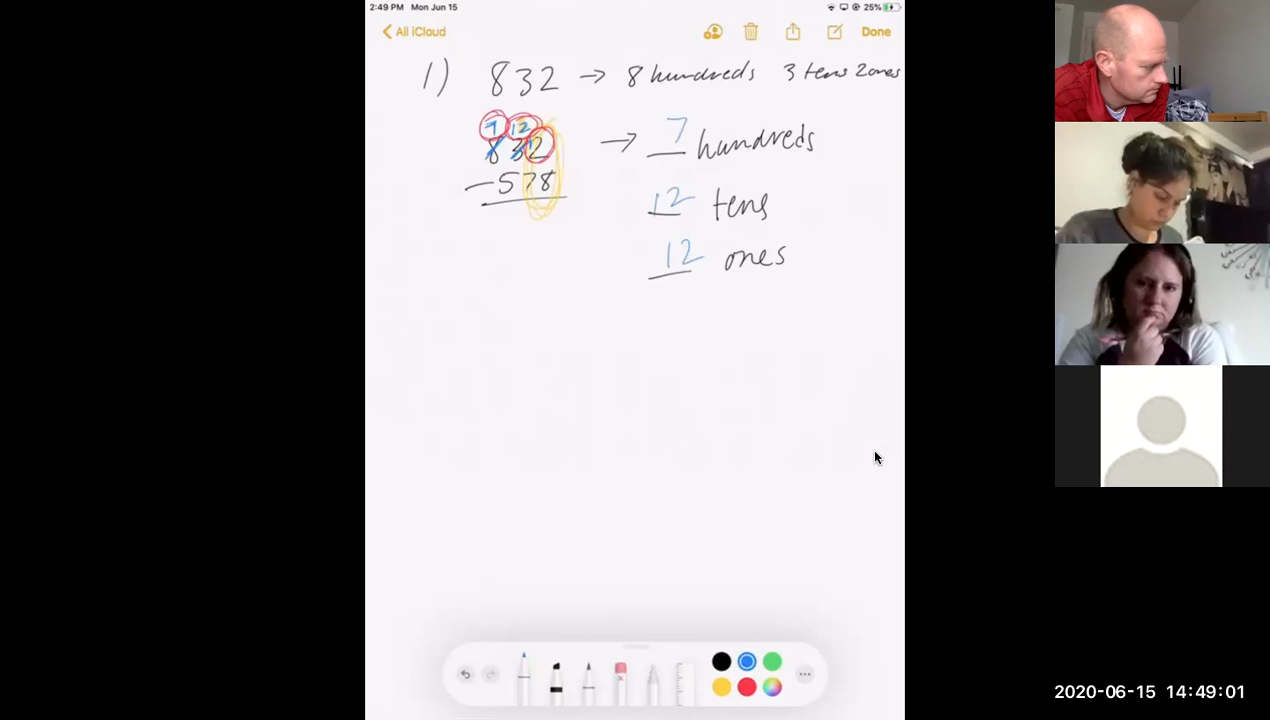 2:49 PM Mon Jun 15
25%
All iCloud
Done
1) 832 → 8 hundreds 3 tens 2 ones
7 12 1
832 → 7 hundreds
-578
12 tens
12 ones
2020-06-15 14:49:01